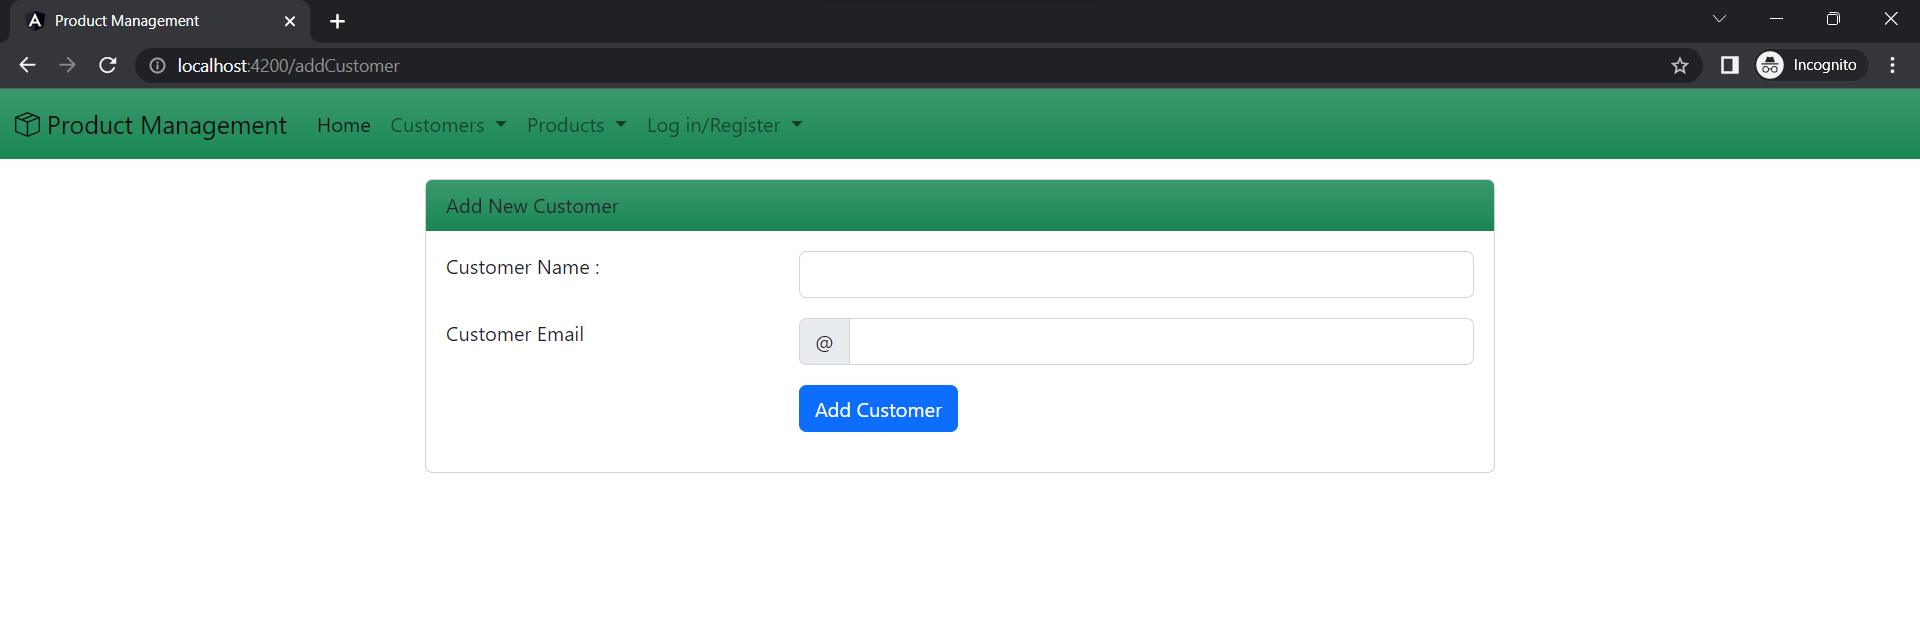 Product Management
localhost:4200/addCustomer
Incognito
Product Management Home Customers Products Log in/Register
Add New Customer
Customer Name :
Customer Email
@
Add Customer